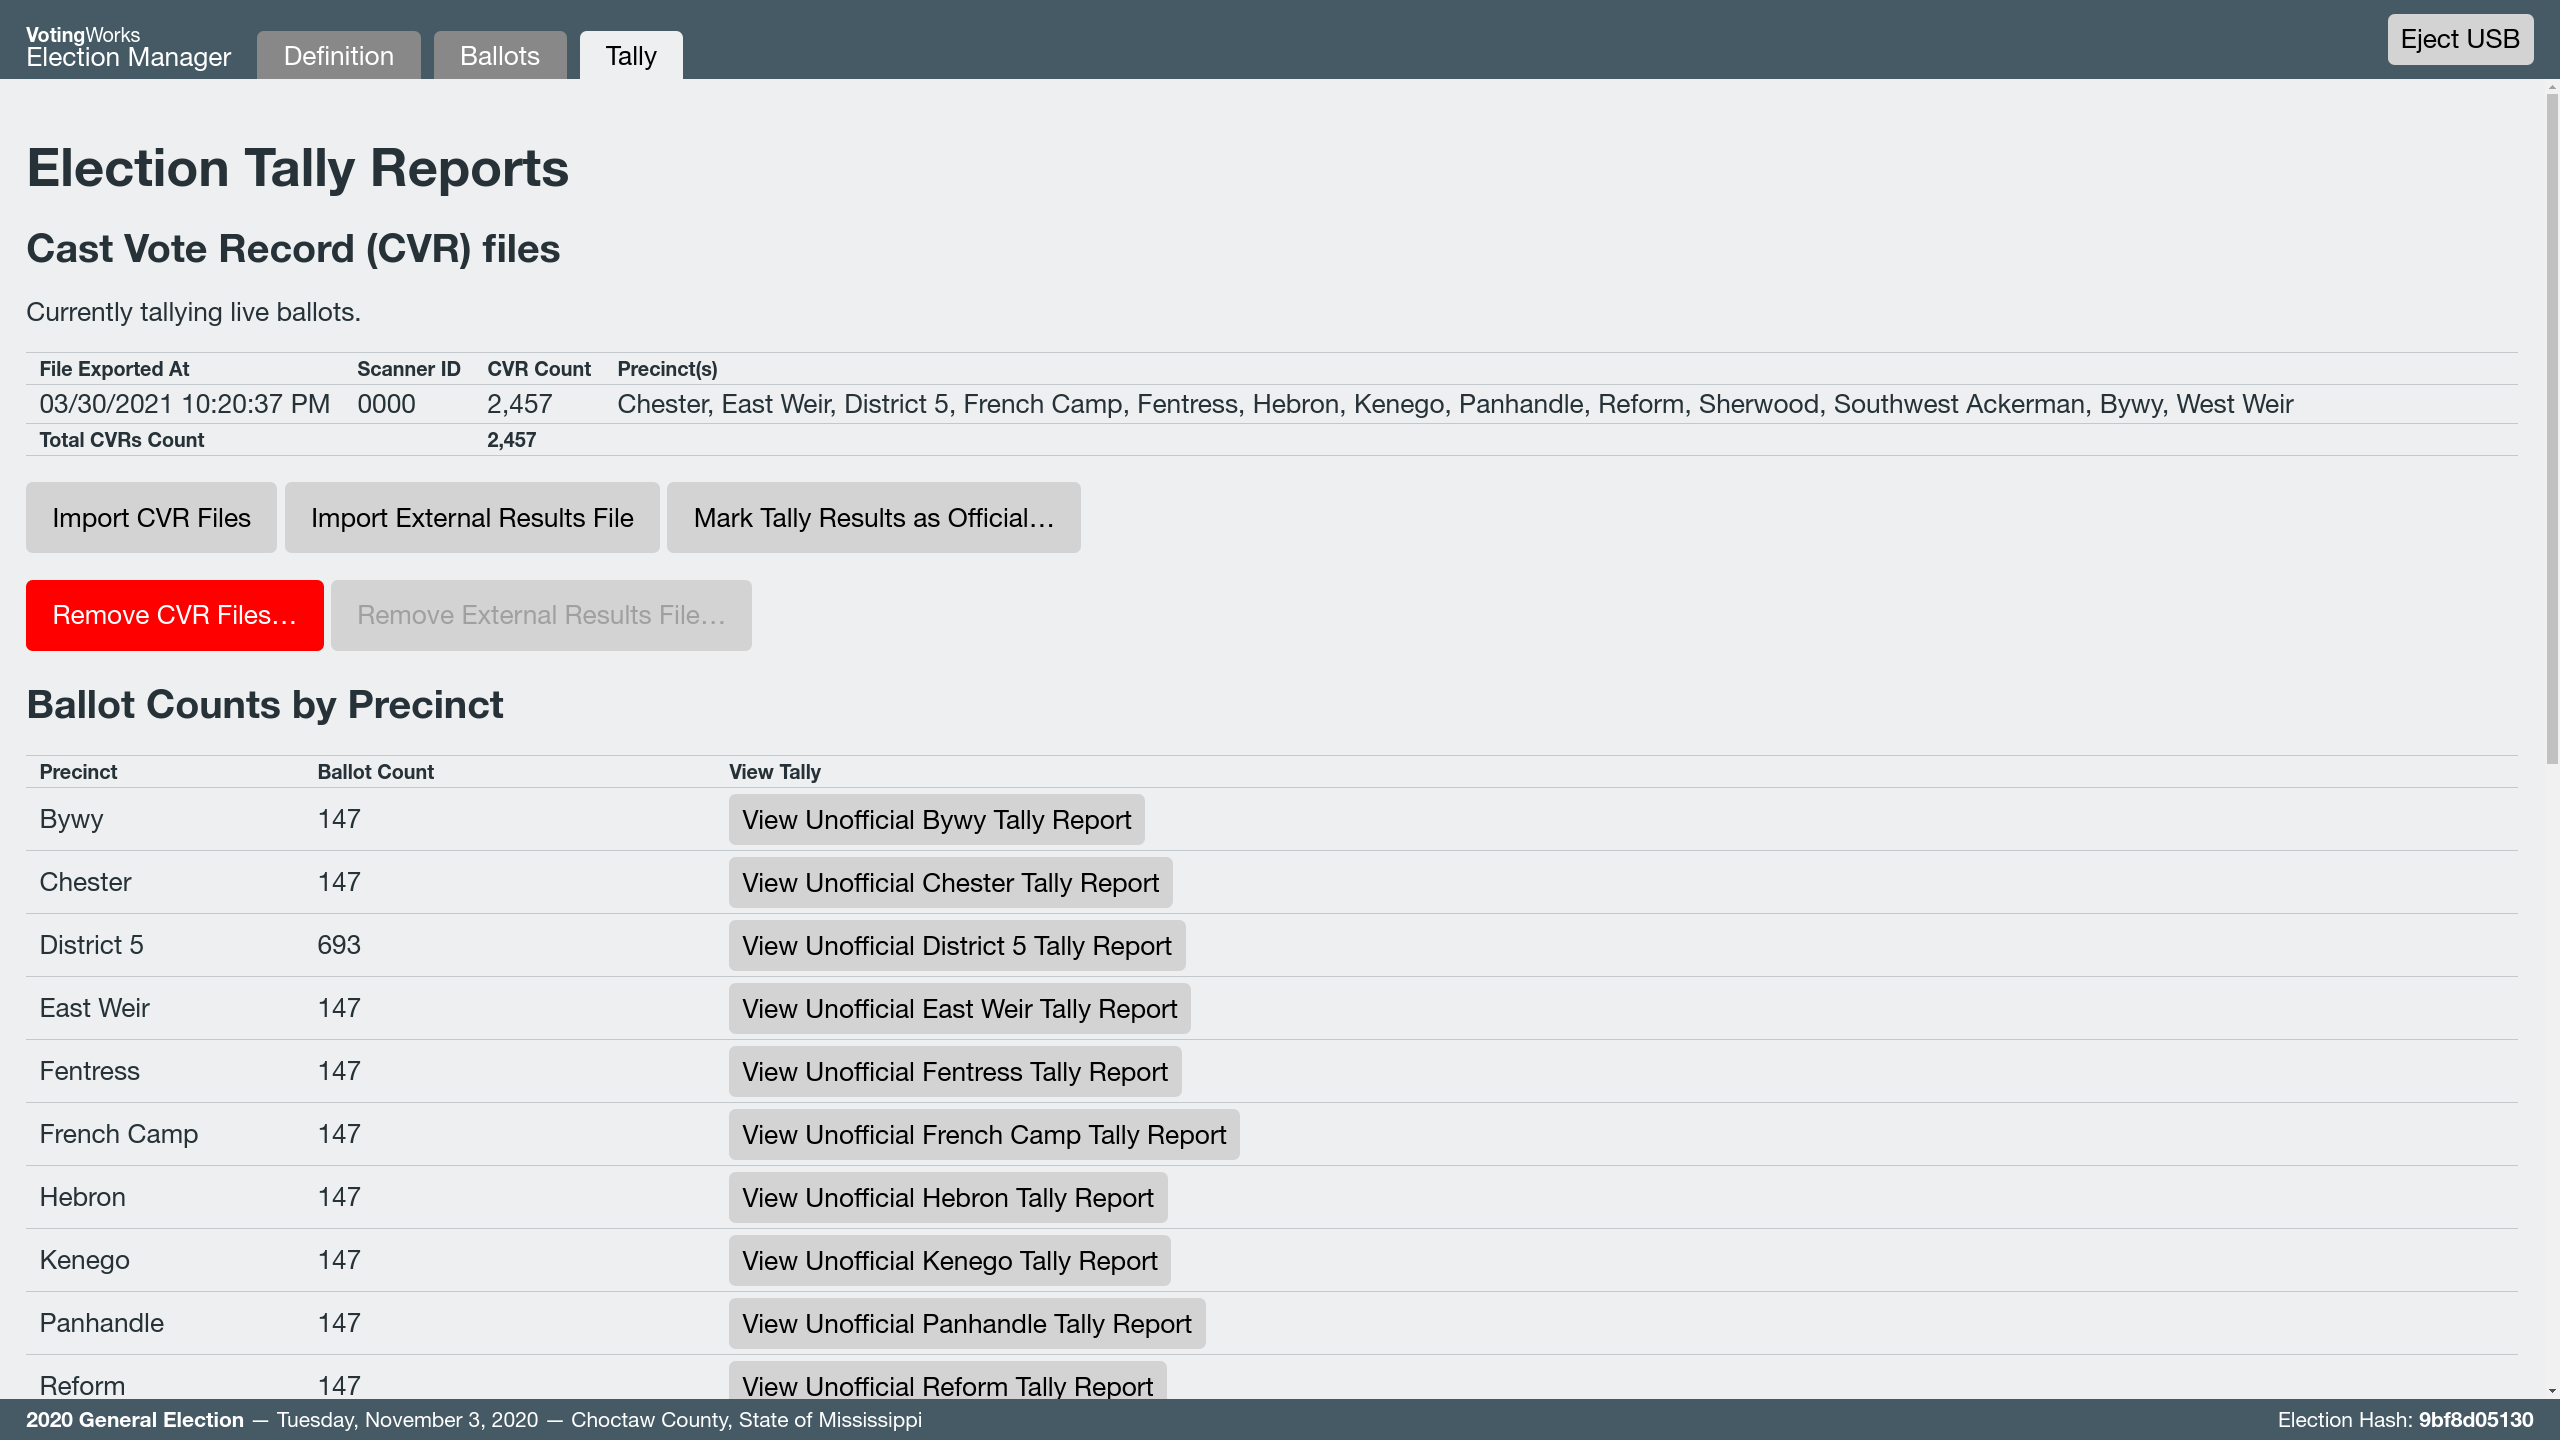 VotingWorks
Election Manager
Definition
Ballots
Tally
Eject USB
Election Tally Reports
Cast Vote Record (CVR) files
Currently tallying live ballots.
File Exported At Scanner ID CVR Count Precinct(s)
03/30/2021 10:20:37 PM 0000 2,457 Chester, East Weir, District 5, French Camp, Fentress, Hebron, Kenego, Panhandle, Reform, Sherwood, Southwest Ackerman, Bywy, West Weir
Total CVRs Count 2,457
Import CVR Files Import External Results File Mark Tally Results as Official…
Remove CVR Files… Remove External Results File…
Ballot Counts by Precinct
Precinct Ballot Count View Tally
Bywy 147 View Unofficial Bywy Tally Report
Chester 147 View Unofficial Chester Tally Report
District 5 693 View Unofficial District 5 Tally Report
East Weir 147 View Unofficial East Weir Tally Report
Fentress 147 View Unofficial Fentress Tally Report
French Camp 147 View Unofficial French Camp Tally Report
Hebron 147 View Unofficial Hebron Tally Report
Kenego 147 View Unofficial Kenego Tally Report
Panhandle 147 View Unofficial Panhandle Tally Report
Reform 147 View Unofficial Reform Tally Report
2020 General Election — Tuesday, November 3, 2020 — Choctaw County, State of Mississippi Election Hash: 9bf8d05130